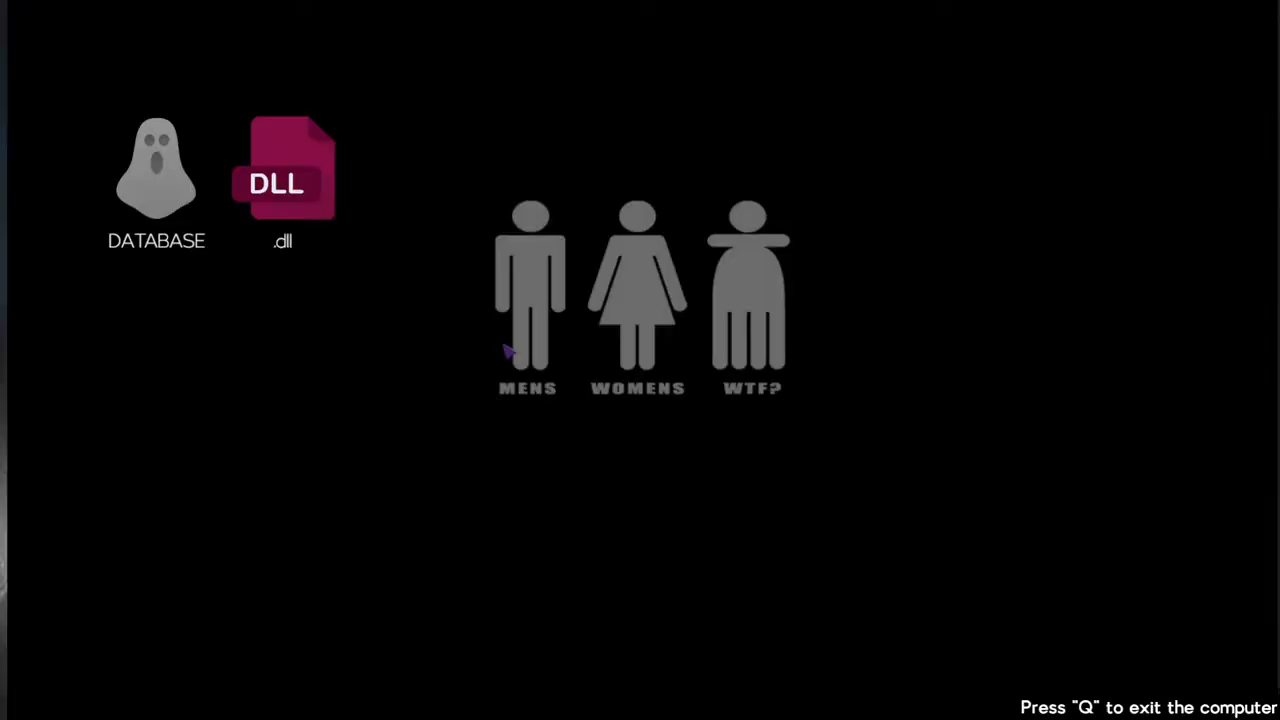 DLL
DATABASE
.dll
MENS WOMENS WTF?
Press "Q" to exit the computer